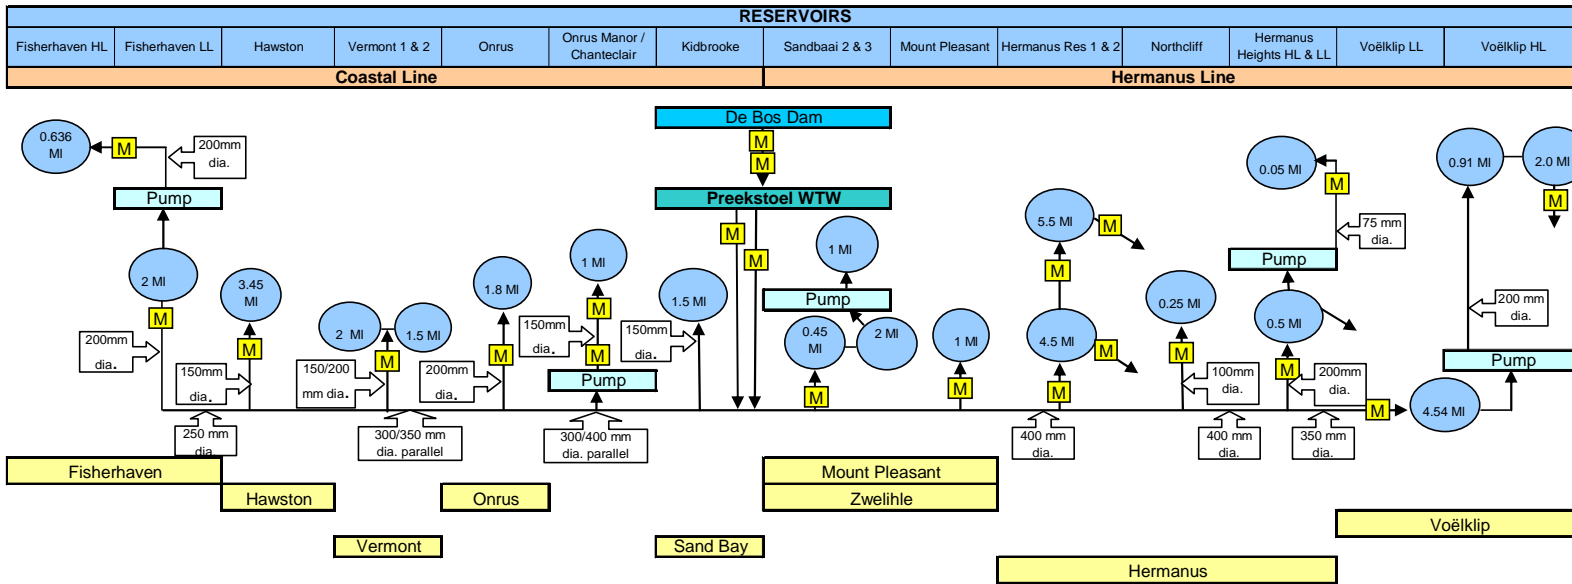 RESERVOIRS
Fisherhaven HL
Fisherhaven LL
Hawston
Vermont 1 & 2
Onrus
Onrus Manor /
Chanteclair
Kidbrooke
Sandbaai 2 & 3
Mount Pleasant
Hermanus Res 1 & 2
Northcliff
Hermanus
Heights HL & LL
Voëlklip LL
Voëlklip HL
Coastal Line
Hermanus Line
De Bos Dam
M
M
Preekstoel WTW
M
M
0.636
Ml
M
200mm
dia.
Pump
2 Ml
M
200mm
dia.
3.45
Ml
M
150mm
dia.
250 mm
dia.
2 Ml
1.5 Ml
M
150/200
mm dia.
300/350 mm
dia. parallel
1.8 Ml
M
200mm
dia.
1 Ml
M
150mm
dia.
M
Pump
300/400 mm
dia. parallel
1.5 Ml
150mm
dia.
1 Ml
Pump
0.45
Ml
2 Ml
M
1 Ml
M
5.5 Ml
M
M
4.5 Ml
M
M
400 mm
dia.
0.25 Ml
M
100mm
dia.
400 mm
dia.
0.05 Ml
M
75 mm
dia.
Pump
0.5 Ml
M
200mm
dia.
350 mm
dia.
M
4.54 Ml
0.91 Ml
2.0 Ml
M
200 mm
dia.
Pump
Fisherhaven
Mount Pleasant
Hawston
Onrus
Zwelihle
Voëlklip
Vermont
Sand Bay
Hermanus